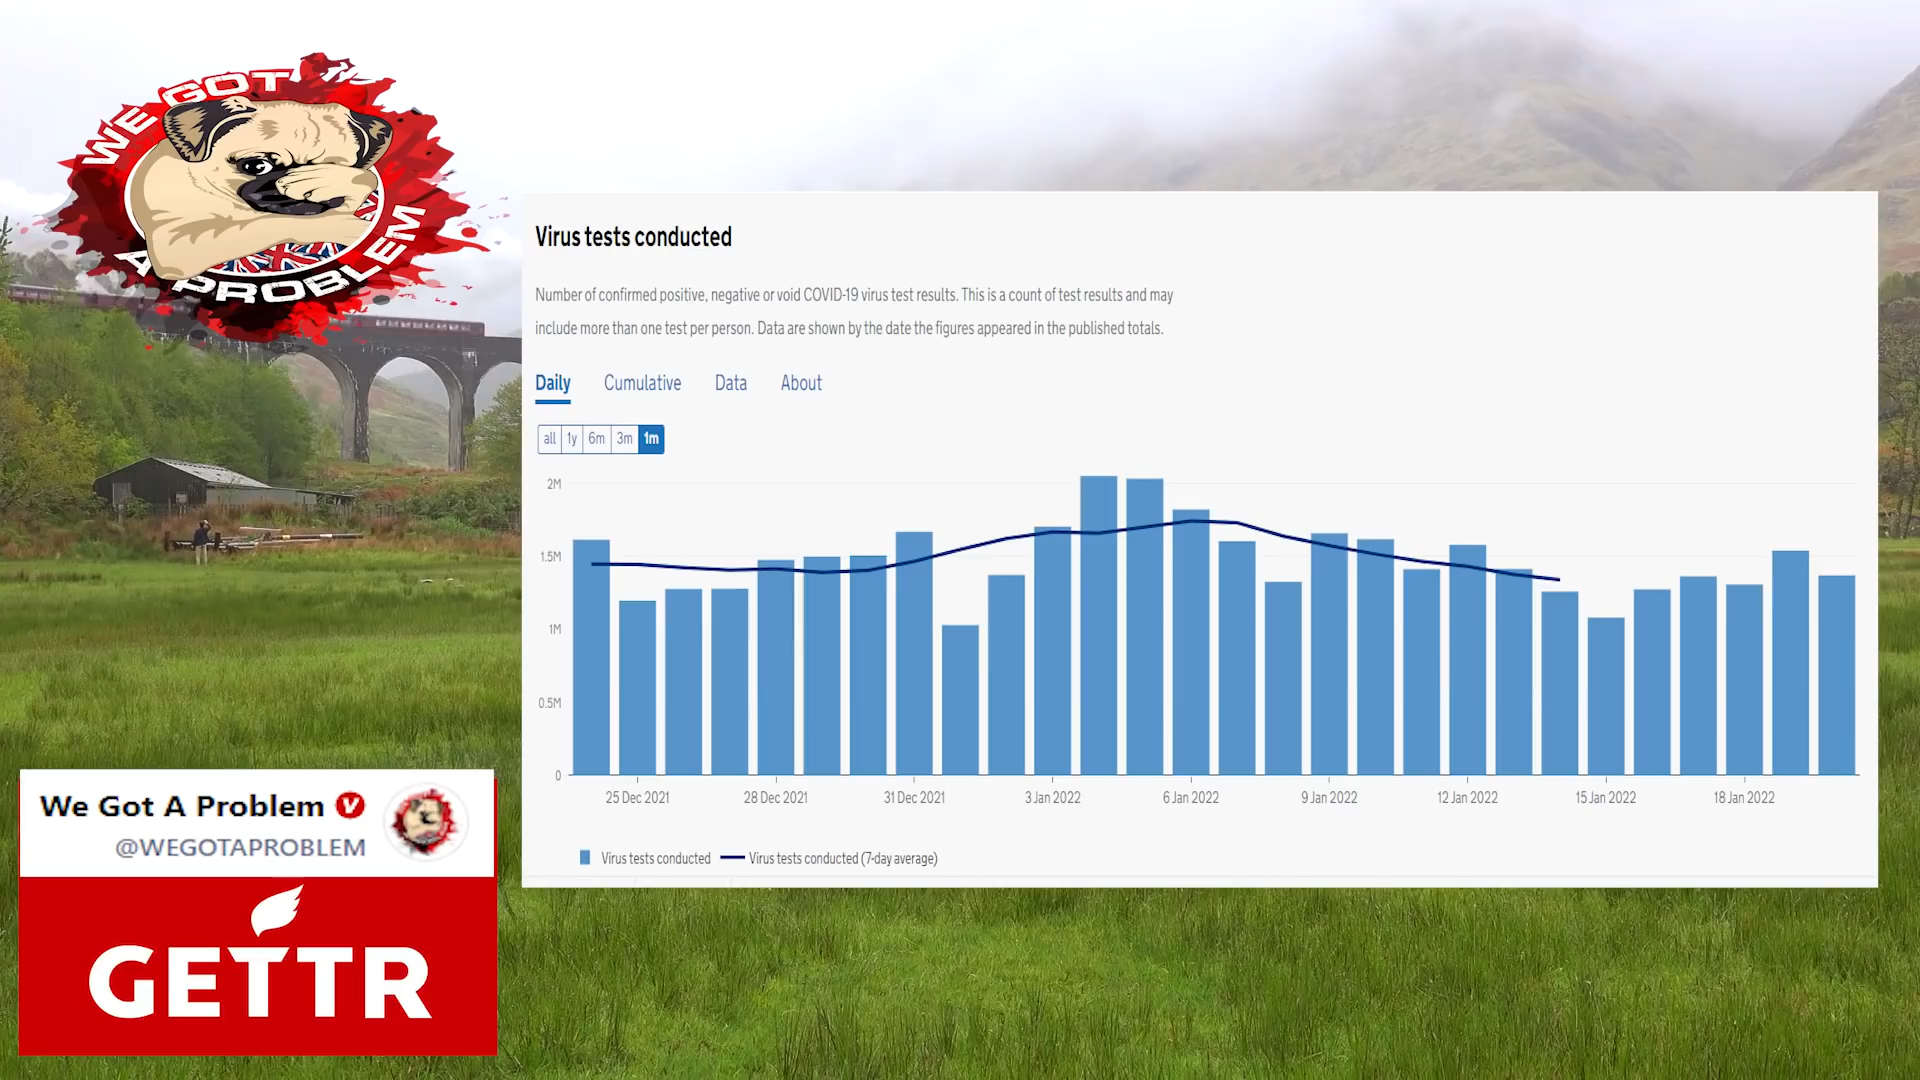 WE GOT
A PROBLEM
Virus tests conducted
Number of confirmed positive, negative or void COVID-19 virus test results. This is a count of test results and may
include more than one test per person. Data are shown by the date the figures appeared in the published totals.
Daily Cumulative Data About
all 1y 6m 3m 1m
2M
1.5M
1M
0.5M
0
25 Dec 2021 28 Dec 2021 31 Dec 2021 3 Jan 2022 6 Jan 2022 9 Jan 2022 12 Jan 2022 15 Jan 2022 18 Jan 2022
Virus tests conducted Virus tests conducted (7-day average)
We Got A Problem V
@WEGOTAPROBLEM
GETTR